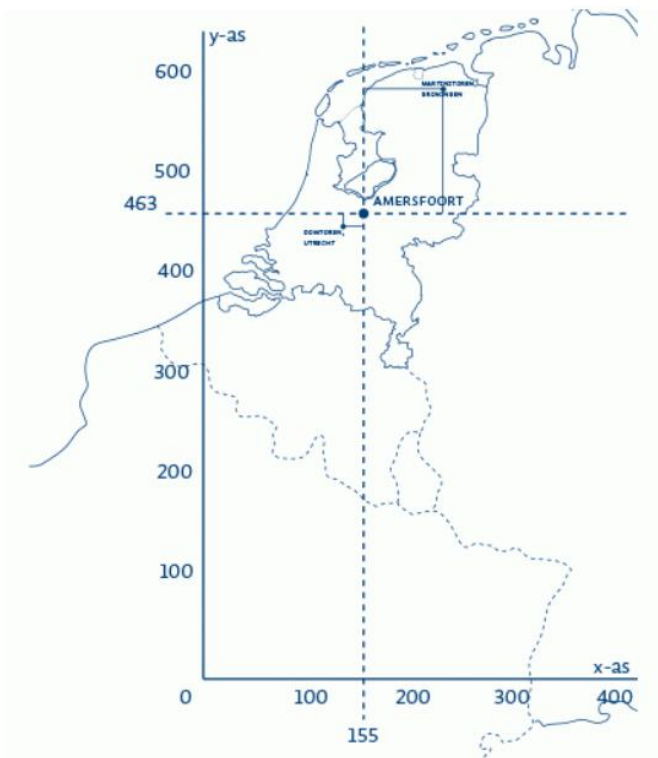 y-as
600
MARTINITOREN,
GRONINGEN
500
463
AMERSFOORT
DOMTOREN,
UTRECHT
400
300
200
100
x-as
0
100
200
300
400
155